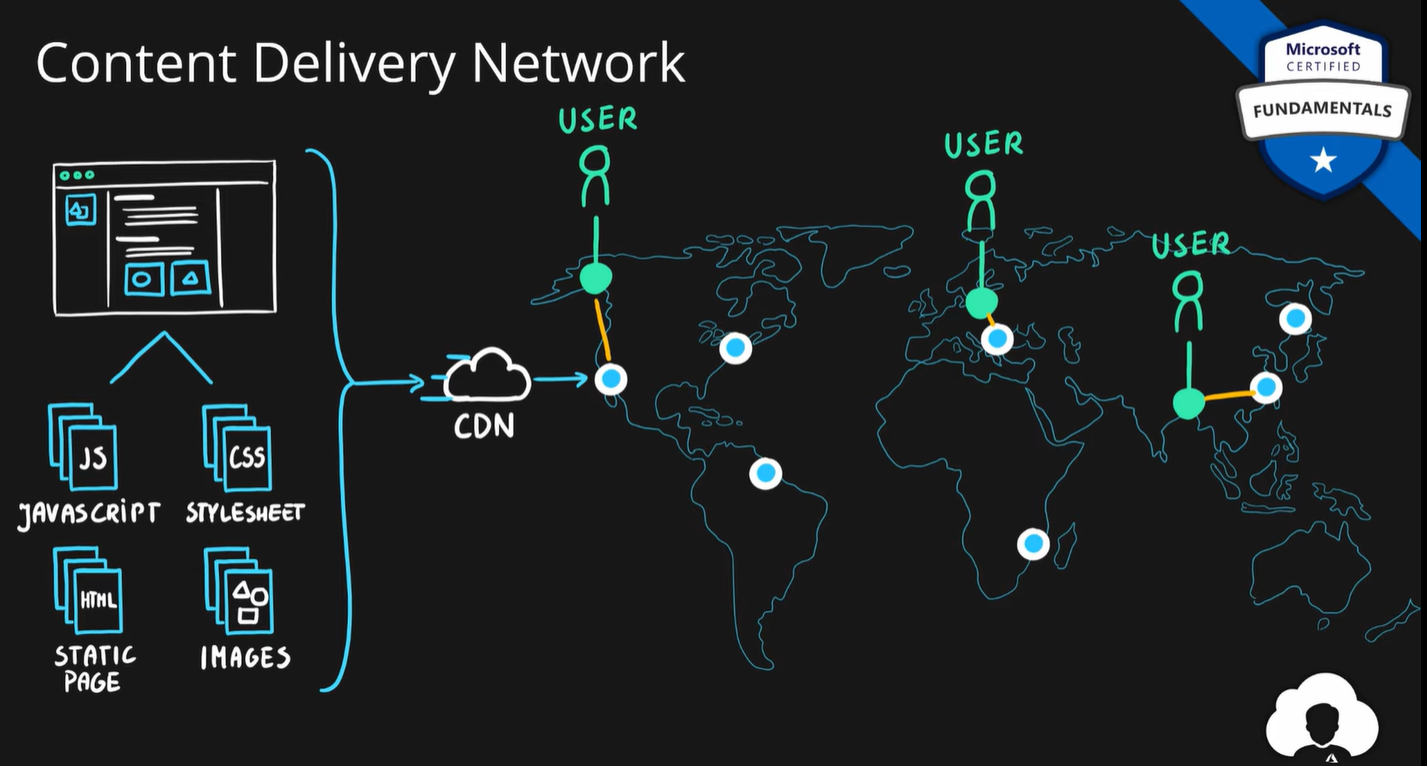 Content Delivery Network
Microsoft
CERTIFIED
FUNDAMENTALS
USER
USER
USER
CDN
JS
JAVASCRIPT
CSS
STYLESHEET
HTML
STATIC
PAGE
IMAGES